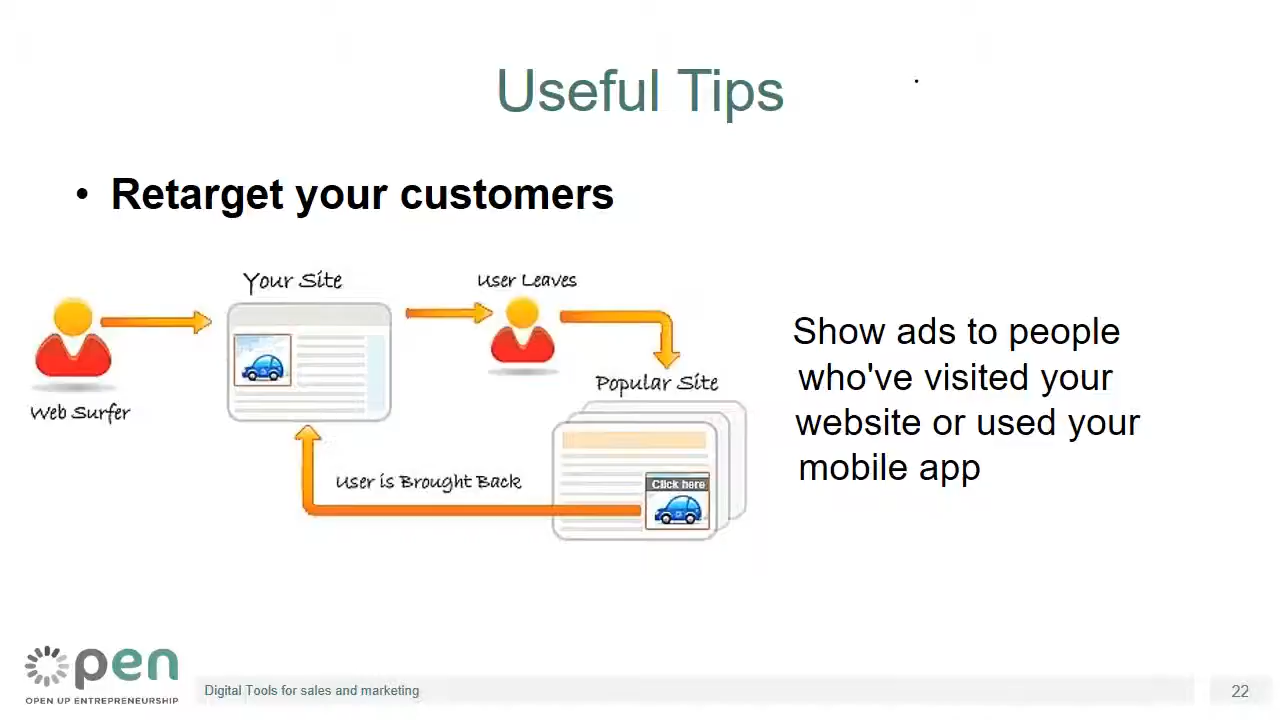 Useful Tips
• Retarget your customers
Your Site
User Leaves
Web Surfer
Popular Site
User is Brought Back
Click here
Show ads to people
who've visited your
website or used your
mobile app
open
OPEN UP ENTREPRENEURSHIP
Digital Tools for sales and marketing
22